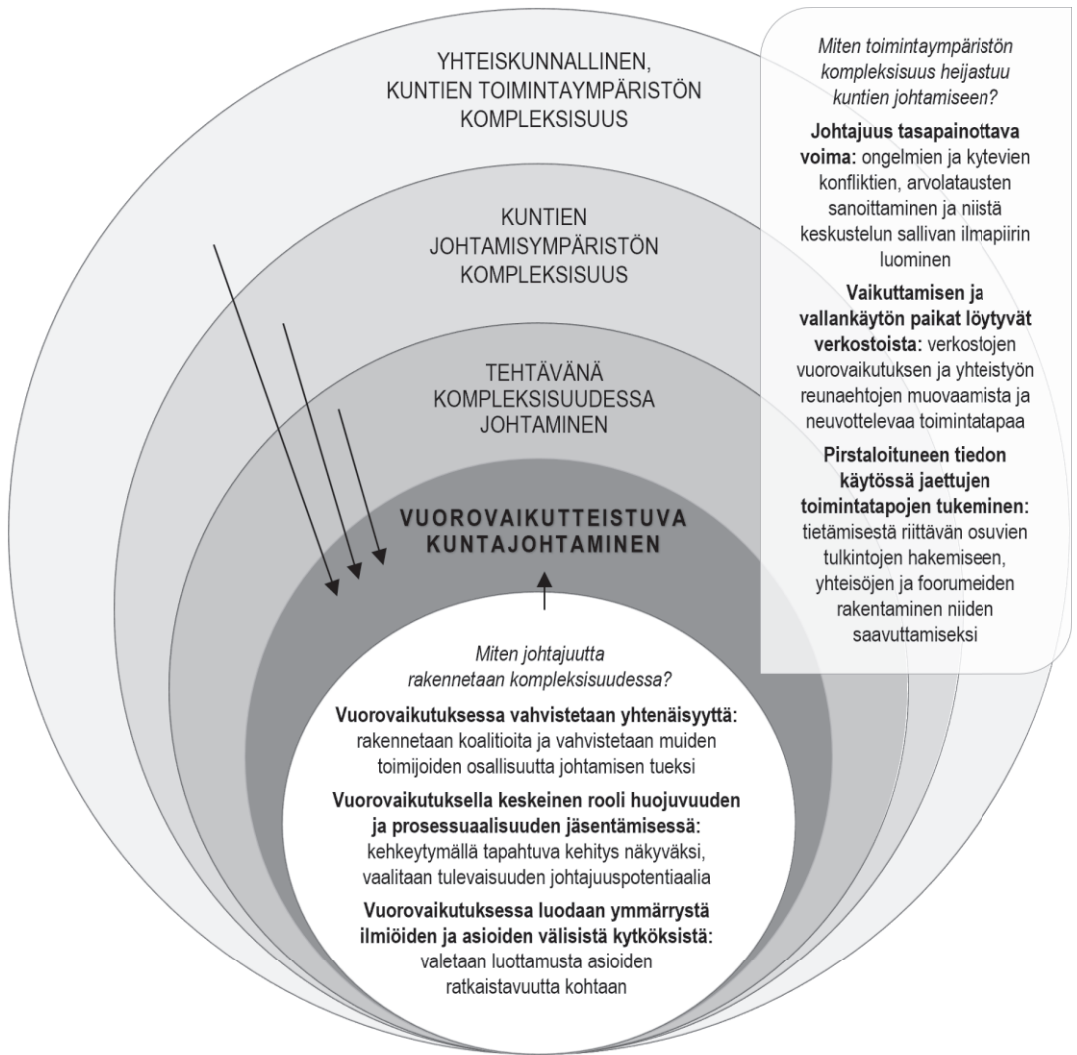 YHTEISKUNNALLINEN,
KUNTIEN TOIMINTAYMPÄRISTÖN
KOMPLEKSISUUS
KUNTIEN
JOHTAMISYMPÄRISTÖN
KOMPLEKSISUUS
TEHTÄVÄNÄ
KOMPLEKSISUUDESSA
JOHTAMINEN
VUOROVAIKUTTEISTUVA
KUNTAJOHTAMINEN
Miten johtajuutta
rakennetaan kompleksisuudessa?
Vuorovaikutuksessa vahvistetaan yhtenäisyyttä:
rakennetaan koalitioita ja vahvistetaan muiden
toimijoiden osallisuutta johtamisen tueksi
Vuorovaikutuksella keskeinen rooli huojuvuuden
ja prosessuaalisuuden jäsentämisessä:
kehkeytymällä tapahtuva kehitys näkyväksi,
vaalitaan tulevaisuuden johtajuuspotentiaalia
Vuorovaikutuksessa luodaan ymmärrystä
ilmiöiden ja asioiden välisistä kytköksistä:
valetaan luottamusta asioiden
ratkaistavuutta kohtaan
Miten toimintaympäristön
kompleksisuus heijastuu
kuntien johtamiseen?
Johtajuus tasapainottava
voima: ongelmien ja kytevien
konfliktien, arvolatausten
sanoittaminen ja niistä
keskustelun sallivan ilmapiirin
luominen
Vaikuttamisen ja
vallankäytön paikat löytyvät
verkostoista: verkostojen
vuorovaikutuksen ja yhteistyön
reunaehtojen muovaamista ja
neuvottelevaa toimintatapaa
Pirstaloituneen tiedon
käytössä jaettujen
toimintatapojen tukeminen:
tietämisestä riittävän osuvien
tulkintojen hakemiseen,
yhteisöjen ja foorumeiden
rakentaminen niiden
saavuttamiseksi